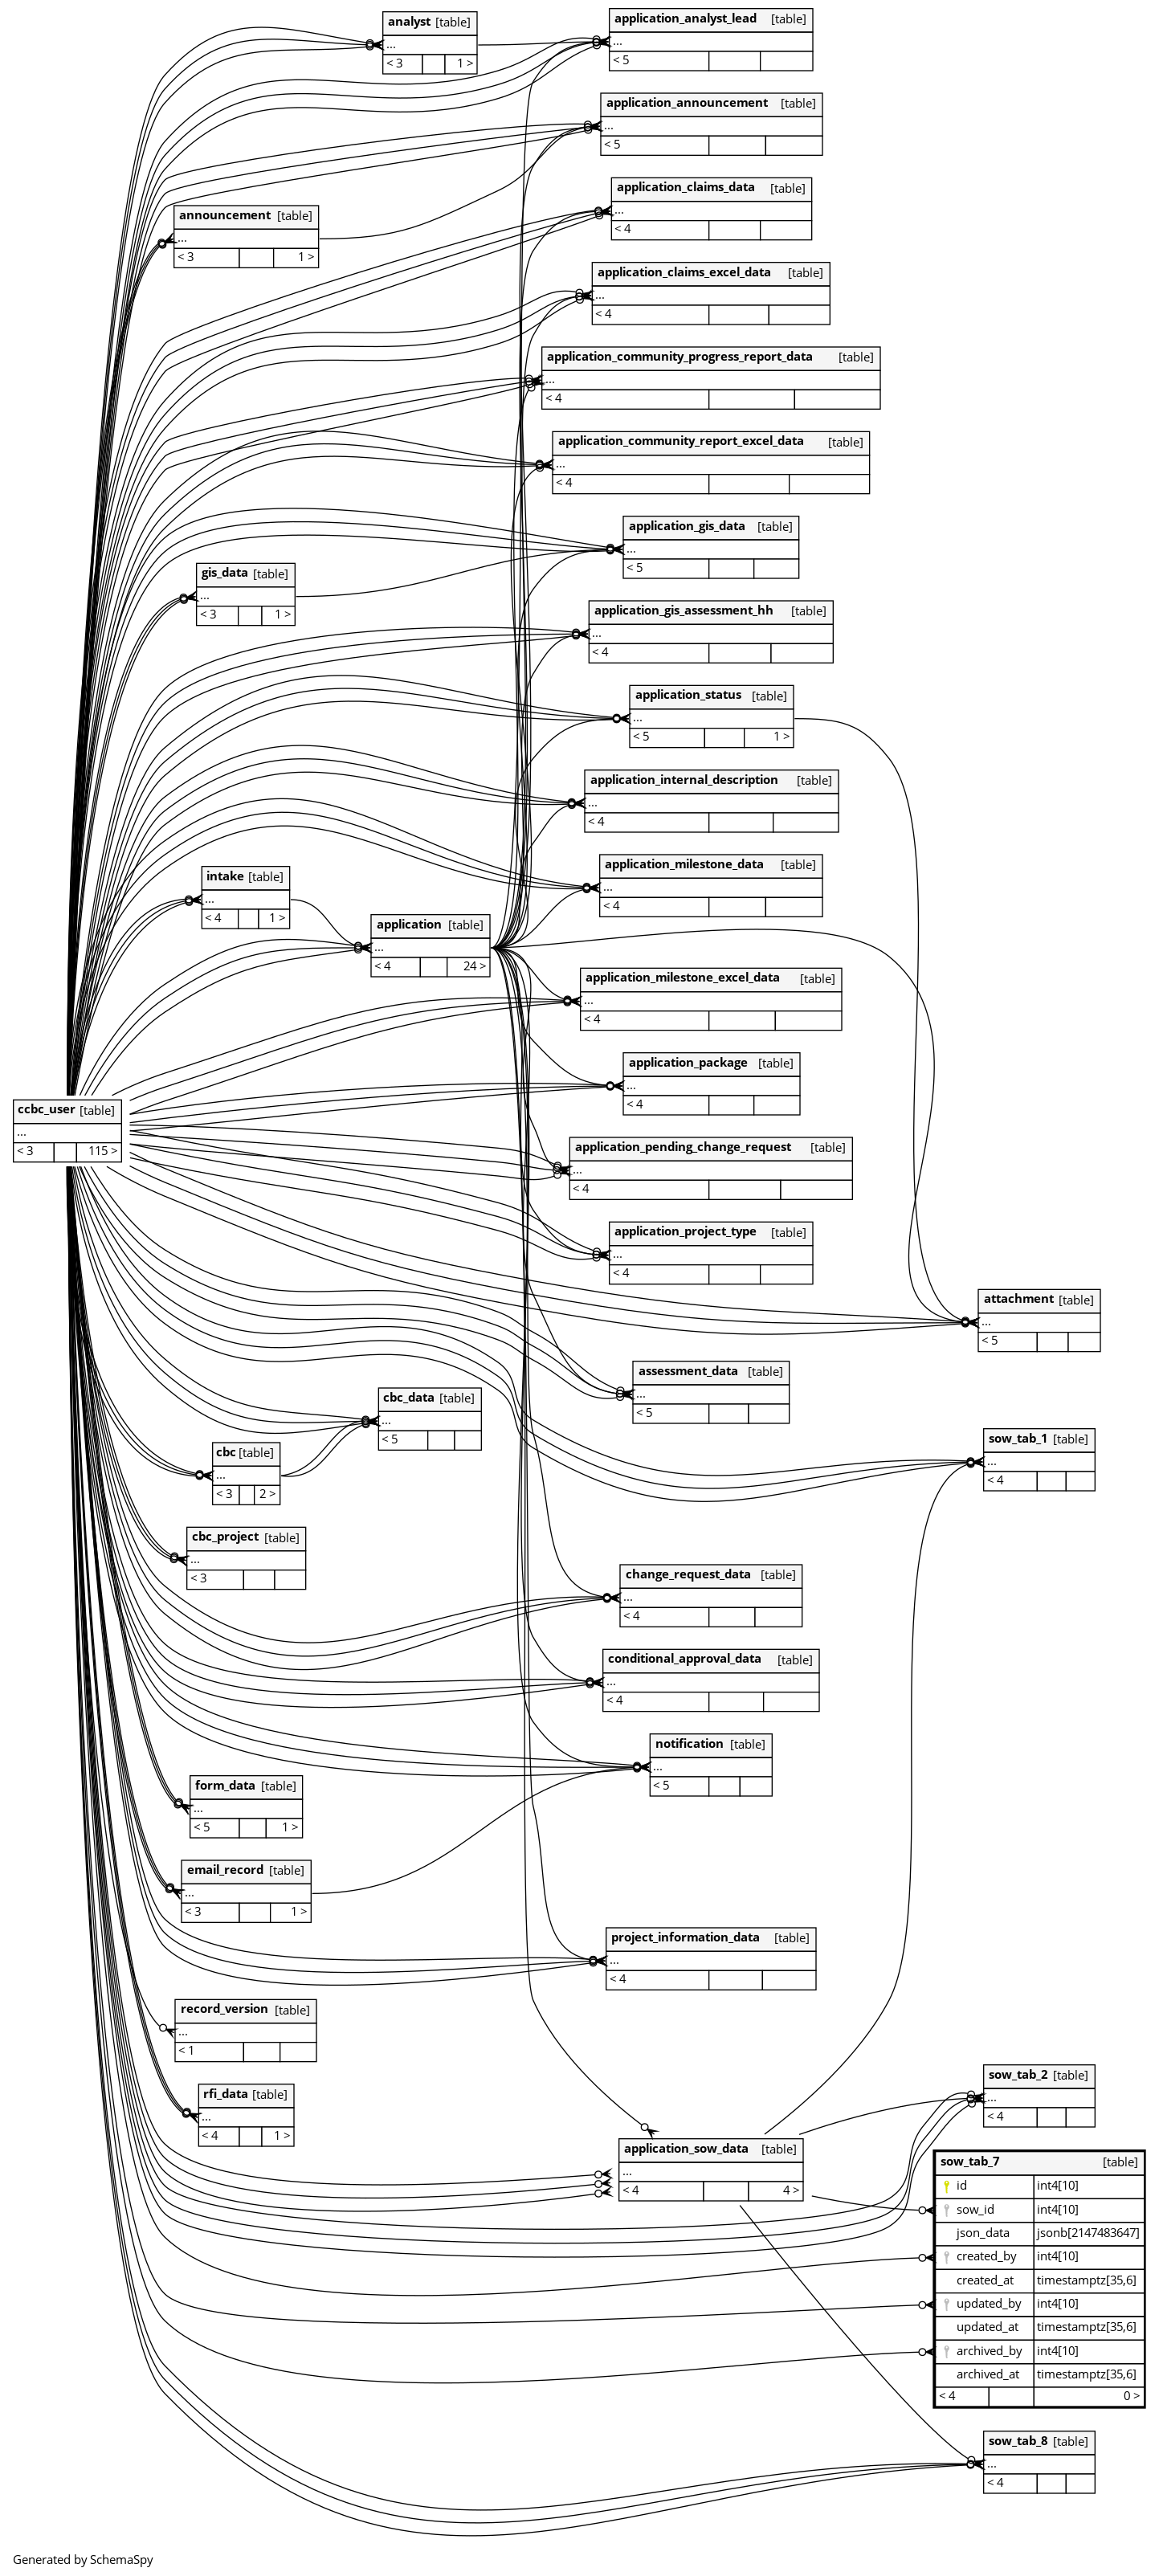 analyst [table]
...
< 3 1 >
application_analyst_lead [table]
...
< 5
application_announcement [table]
...
< 5
application_claims_data [table]
...
< 4
announcement [table]
...
< 3 1 >
application_claims_excel_data [table]
...
< 4
application_community_progress_report_data [table]
...
< 4
application_community_report_excel_data [table]
...
< 4
application_gis_data [table]
...
< 5
gis_data [table]
...
< 3 1 >
application_gis_assessment_hh [table]
...
< 4
application_status [table]
...
< 5 1 >
application_internal_description [table]
...
< 4
application_milestone_data [table]
...
< 4
intake [table]
...
< 4 1 >
application [table]
...
< 4 24 >
application_milestone_excel_data [table]
...
< 4
application_package [table]
...
< 4
ccbc_user [table]
...
< 3 115 >
application_pending_change_request [table]
...
< 4
application_project_type [table]
...
< 4
attachment [table]
...
< 5
assessment_data [table]
...
< 5
cbc_data [table]
...
< 5
sow_tab_1 [table]
...
< 4
cbc [table]
...
< 3 2 >
cbc_project [table]
...
< 3
change_request_data [table]
...
< 4
conditional_approval_data [table]
...
< 4
notification [table]
...
< 5
form_data [table]
...
< 5 1 >
email_record [table]
...
< 3 1 >
project_information_data [table]
...
< 4
record_version [table]
...
< 1
sow_tab_2 [table]
...
< 4
rfi_data [table]
...
< 4 1 >
application_sow_data [table]
...
< 4 4 >
sow_tab_7 [table]
id int4[10]
sow_id int4[10]
json_data jsonb[2147483647]
created_by int4[10]
created_at timestamptz[35,6]
updated_by int4[10]
updated_at timestamptz[35,6]
archived_by int4[10]
archived_at timestamptz[35,6]
< 4 0 >
sow_tab_8 [table]
...
< 4
Generated by SchemaSpy